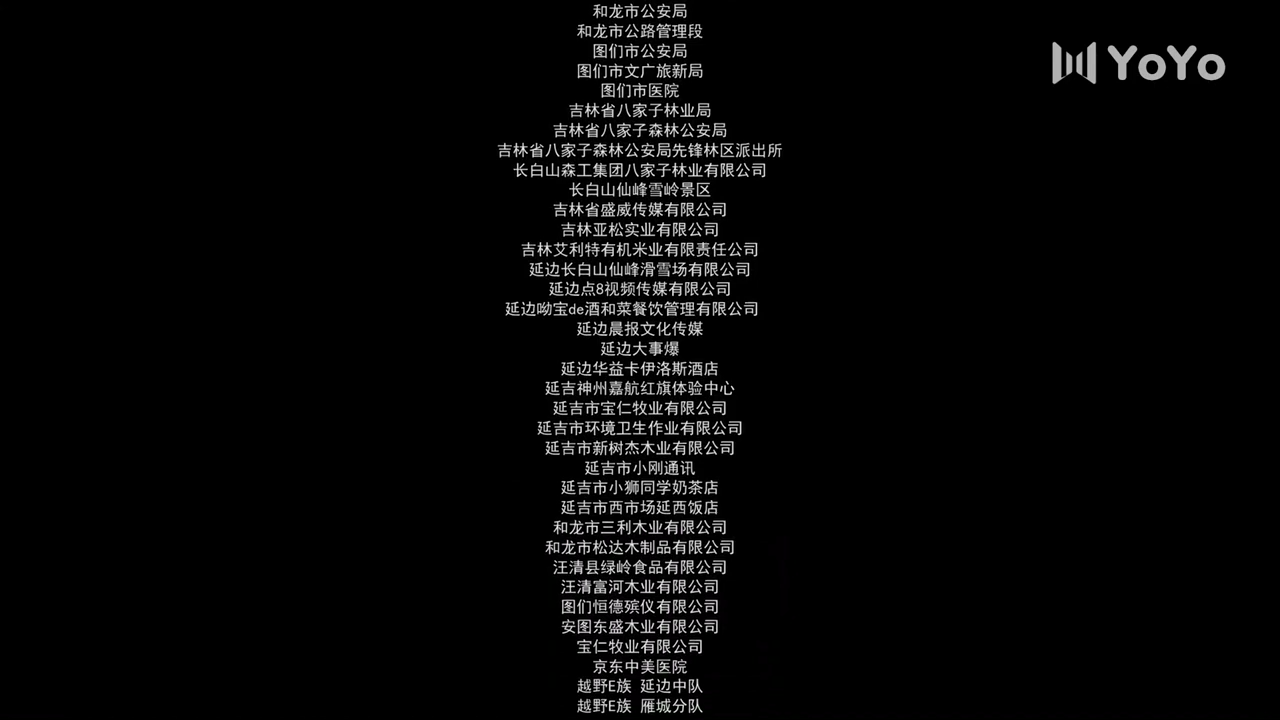 和龙市公安局
和龙市公路管理段
图们市公安局
图们市文广旅新局
图们市医院
吉林省八家子林业局
吉林省八家子森林公安局
吉林省八家子森林公安局先锋林区派出所
长白山森工集团八家子林业有限公司
长白山仙峰雪岭景区
吉林省盛威传媒有限公司
吉林亚松实业有限公司
吉林艾利特有机米业有限责任公司
延边长白山仙峰滑雪场有限公司
延边点8视频传媒有限公司
延边呦宝de酒和菜餐饮管理有限公司
延边晨报文化传媒
延边大事爆
延边华益卡伊洛斯酒店
延吉神州嘉航红旗体验中心
延吉市宝仁牧业有限公司
延吉市环境卫生作业有限公司
延吉市新树杰木业有限公司
延吉市小刚通讯
延吉市小狮同学奶茶店
延吉市西市场延西饭店
和龙市三利木业有限公司
和龙市松达木制品有限公司
汪清县绿岭食品有限公司
汪清富河木业有限公司
图们恒德殡仪有限公司
安图东盛木业有限公司
宝仁牧业有限公司
京东中美医院
越野E族 延边中队
越野E族 雁城分队
YoYo